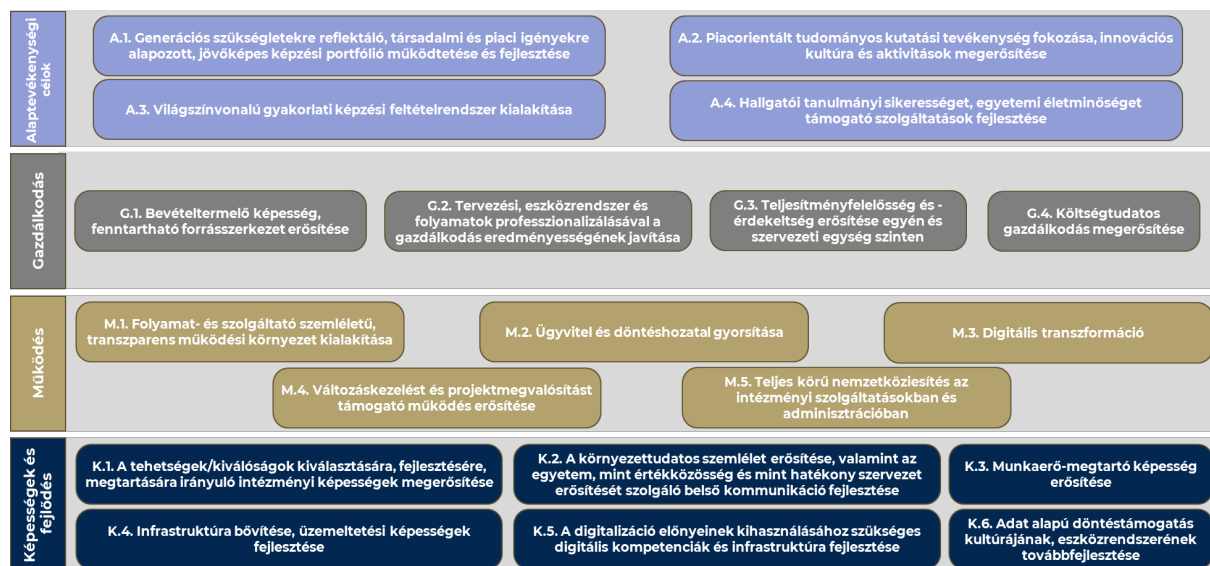 Alaptevékenységi
célok
A.1. Generációs szükségletekre reflektáló, társadalmi és piaci igényekre
alapozott, jövőképes képzési portfólió működtetése és fejlesztése
A.2. Piacorientált tudományos kutatási tevékenység fokozása, innovációs
kultúra és aktivitások megerősítése
A.3. Világszínvonalú gyakorlati képzési feltételrendszer kialakítása
A.4. Hallgatói tanulmányi sikerességet, egyetemi életminőséget
támogató szolgáltatások fejlesztése
Gazdálkodás
G.1. Bevételtermelő képesség,
fenntartható forrásszerkezet erősítése
G.2. Tervezési, eszközrendszer és
folyamatok professzionalizálásával a
gazdálkodás eredményességének javítása
G.3. Teljesítményfelelősség és -
érdekeltség erősítése egyén és
szervezeti egység szinten
G.4. Költségtudatos
gazdálkodás megerősítése
Működés
M.1. Folyamat- és szolgáltató szemléletű,
transzparens működési környezet kialakítása
M.2. Ügyvitel és döntéshozatal gyorsítása
M.3. Digitális transzformáció
M.4. Változáskezelést és projektmegvalósítást
támogató működés erősítése
M.5. Teljes körű nemzetköziesítés az
intézményi szolgáltatásokban és
adminisztrációban
Képességek és
fejlődés
K.1. A tehetségek/kiválóságok kiválasztására, fejlesztésére,
megtartására irányuló intézményi képességek megerősítése
K.2. A környezettudatos szemlélet erősítése, valamint az
egyetem, mint értékközösség és mint hatékony szervezet
erősítését szolgáló belső kommunikáció fejlesztése
K.3. Munkaerő-megtartó képesség
erősítése
K.4. Infrastruktúra bővítése, üzemeltetési képességek
fejlesztése
K.5. A digitalizáció előnyeinek kihasználásához szükséges
digitális kompetenciák és infrastruktúra fejlesztése
K.6. Adat alapú döntéstámogatás
kultúrájának, eszközrendszerének
továbbfejlesztése